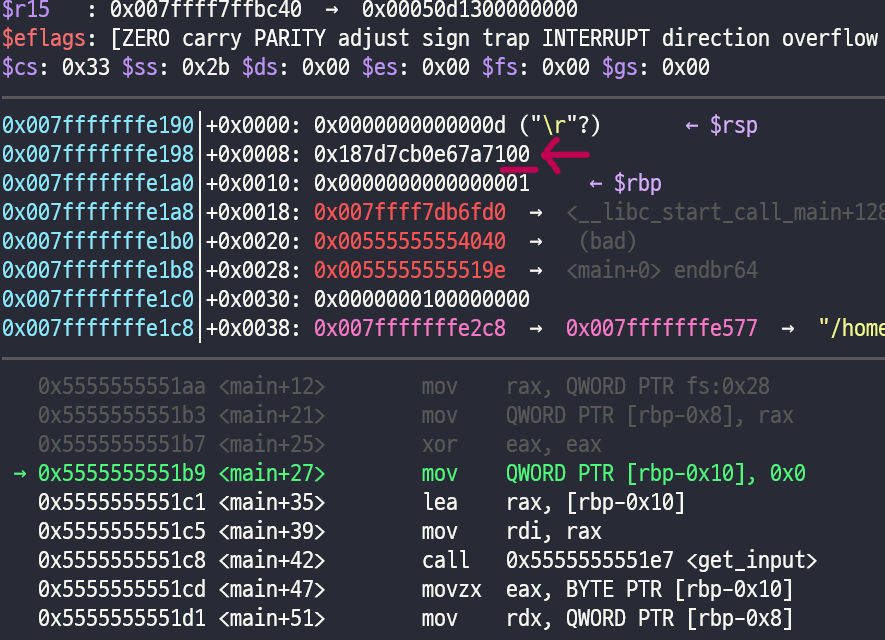 $r15   : 0x007ffff7ffbc40  →  0x00050d1300000000
$eflags: [ZERO carry PARITY adjust sign trap INTERRUPT direction overflow
$cs: 0x33 $ss: 0x2b $ds: 0x00 $es: 0x00 $fs: 0x00 $gs: 0x00
0x007fffffffe190│+0x0000: 0x000000000000000d ("\r"?)       ← $rsp
0x007fffffffe198│+0x0008: 0x187d7cb0e67a7100
0x007fffffffe1a0│+0x0010: 0x0000000000000001     ← $rbp
0x007fffffffe1a8│+0x0018: 0x007ffff7db6fd0  →  <__libc_start_call_main+128
0x007fffffffe1b0│+0x0020: 0x00555555554040  →   (bad)
0x007fffffffe1b8│+0x0028: 0x0055555555519e  →  <main+0> endbr64
0x007fffffffe1c0│+0x0030: 0x0000000100000000
0x007fffffffe1c8│+0x0038: 0x007fffffffe2c8  →  0x007fffffffe577  →  "/home
0x5555555551aa <main+12>        mov    rax, QWORD PTR fs:0x28
0x5555555551b3 <main+21>        mov    QWORD PTR [rbp-0x8], rax
0x5555555551b7 <main+25>        xor    eax, eax
→ 0x5555555551b9 <main+27>        mov    QWORD PTR [rbp-0x10], 0x0
0x5555555551c1 <main+35>        lea    rax, [rbp-0x10]
0x5555555551c5 <main+39>        mov    rdi, rax
0x5555555551c8 <main+42>        call   0x5555555551e7 <get_input>
0x5555555551cd <main+47>        movzx  eax, BYTE PTR [rbp-0x10]
0x5555555551d1 <main+51>        mov    rdx, QWORD PTR [rbp-0x8]